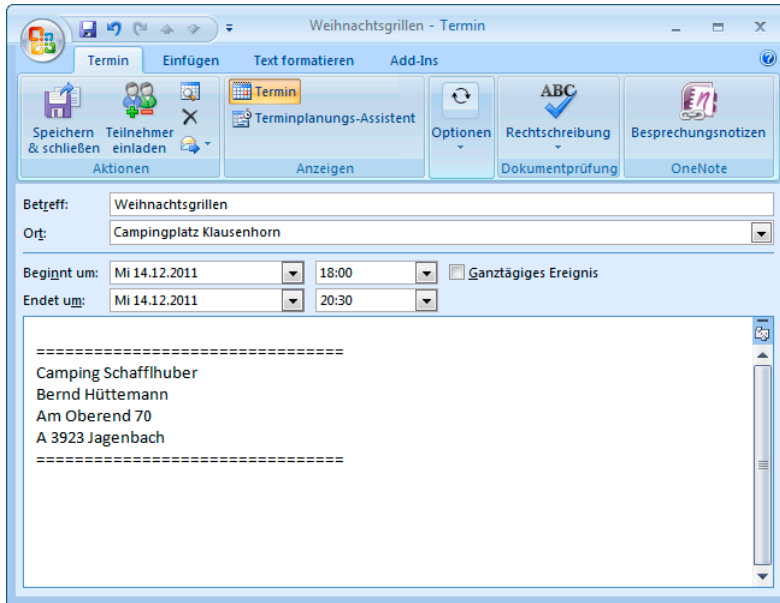 Weihnachtsgrillen - Termin
Termin Einfügen Text formatieren Add-Ins
Speichern & schließen
Teilnehmer einladen
Aktionen
Termin
Terminplanungs-Assistent
Anzeigen
Optionen
ABC
Rechtschreibung
Dokumentprüfung
Besprechungsnotizen
OneNote
Betreff: Weihnachtsgrillen
Ort: Campingplatz Klausenhorn
Beginnt um: Mi 14.12.2011 18:00 Ganztägiges Ereignis
Endet um: Mi 14.12.2011 20:30
================================
Camping Schafflhuber
Bernd Hüttemann
Am Oberend 70
A 3923 Jagenbach
================================